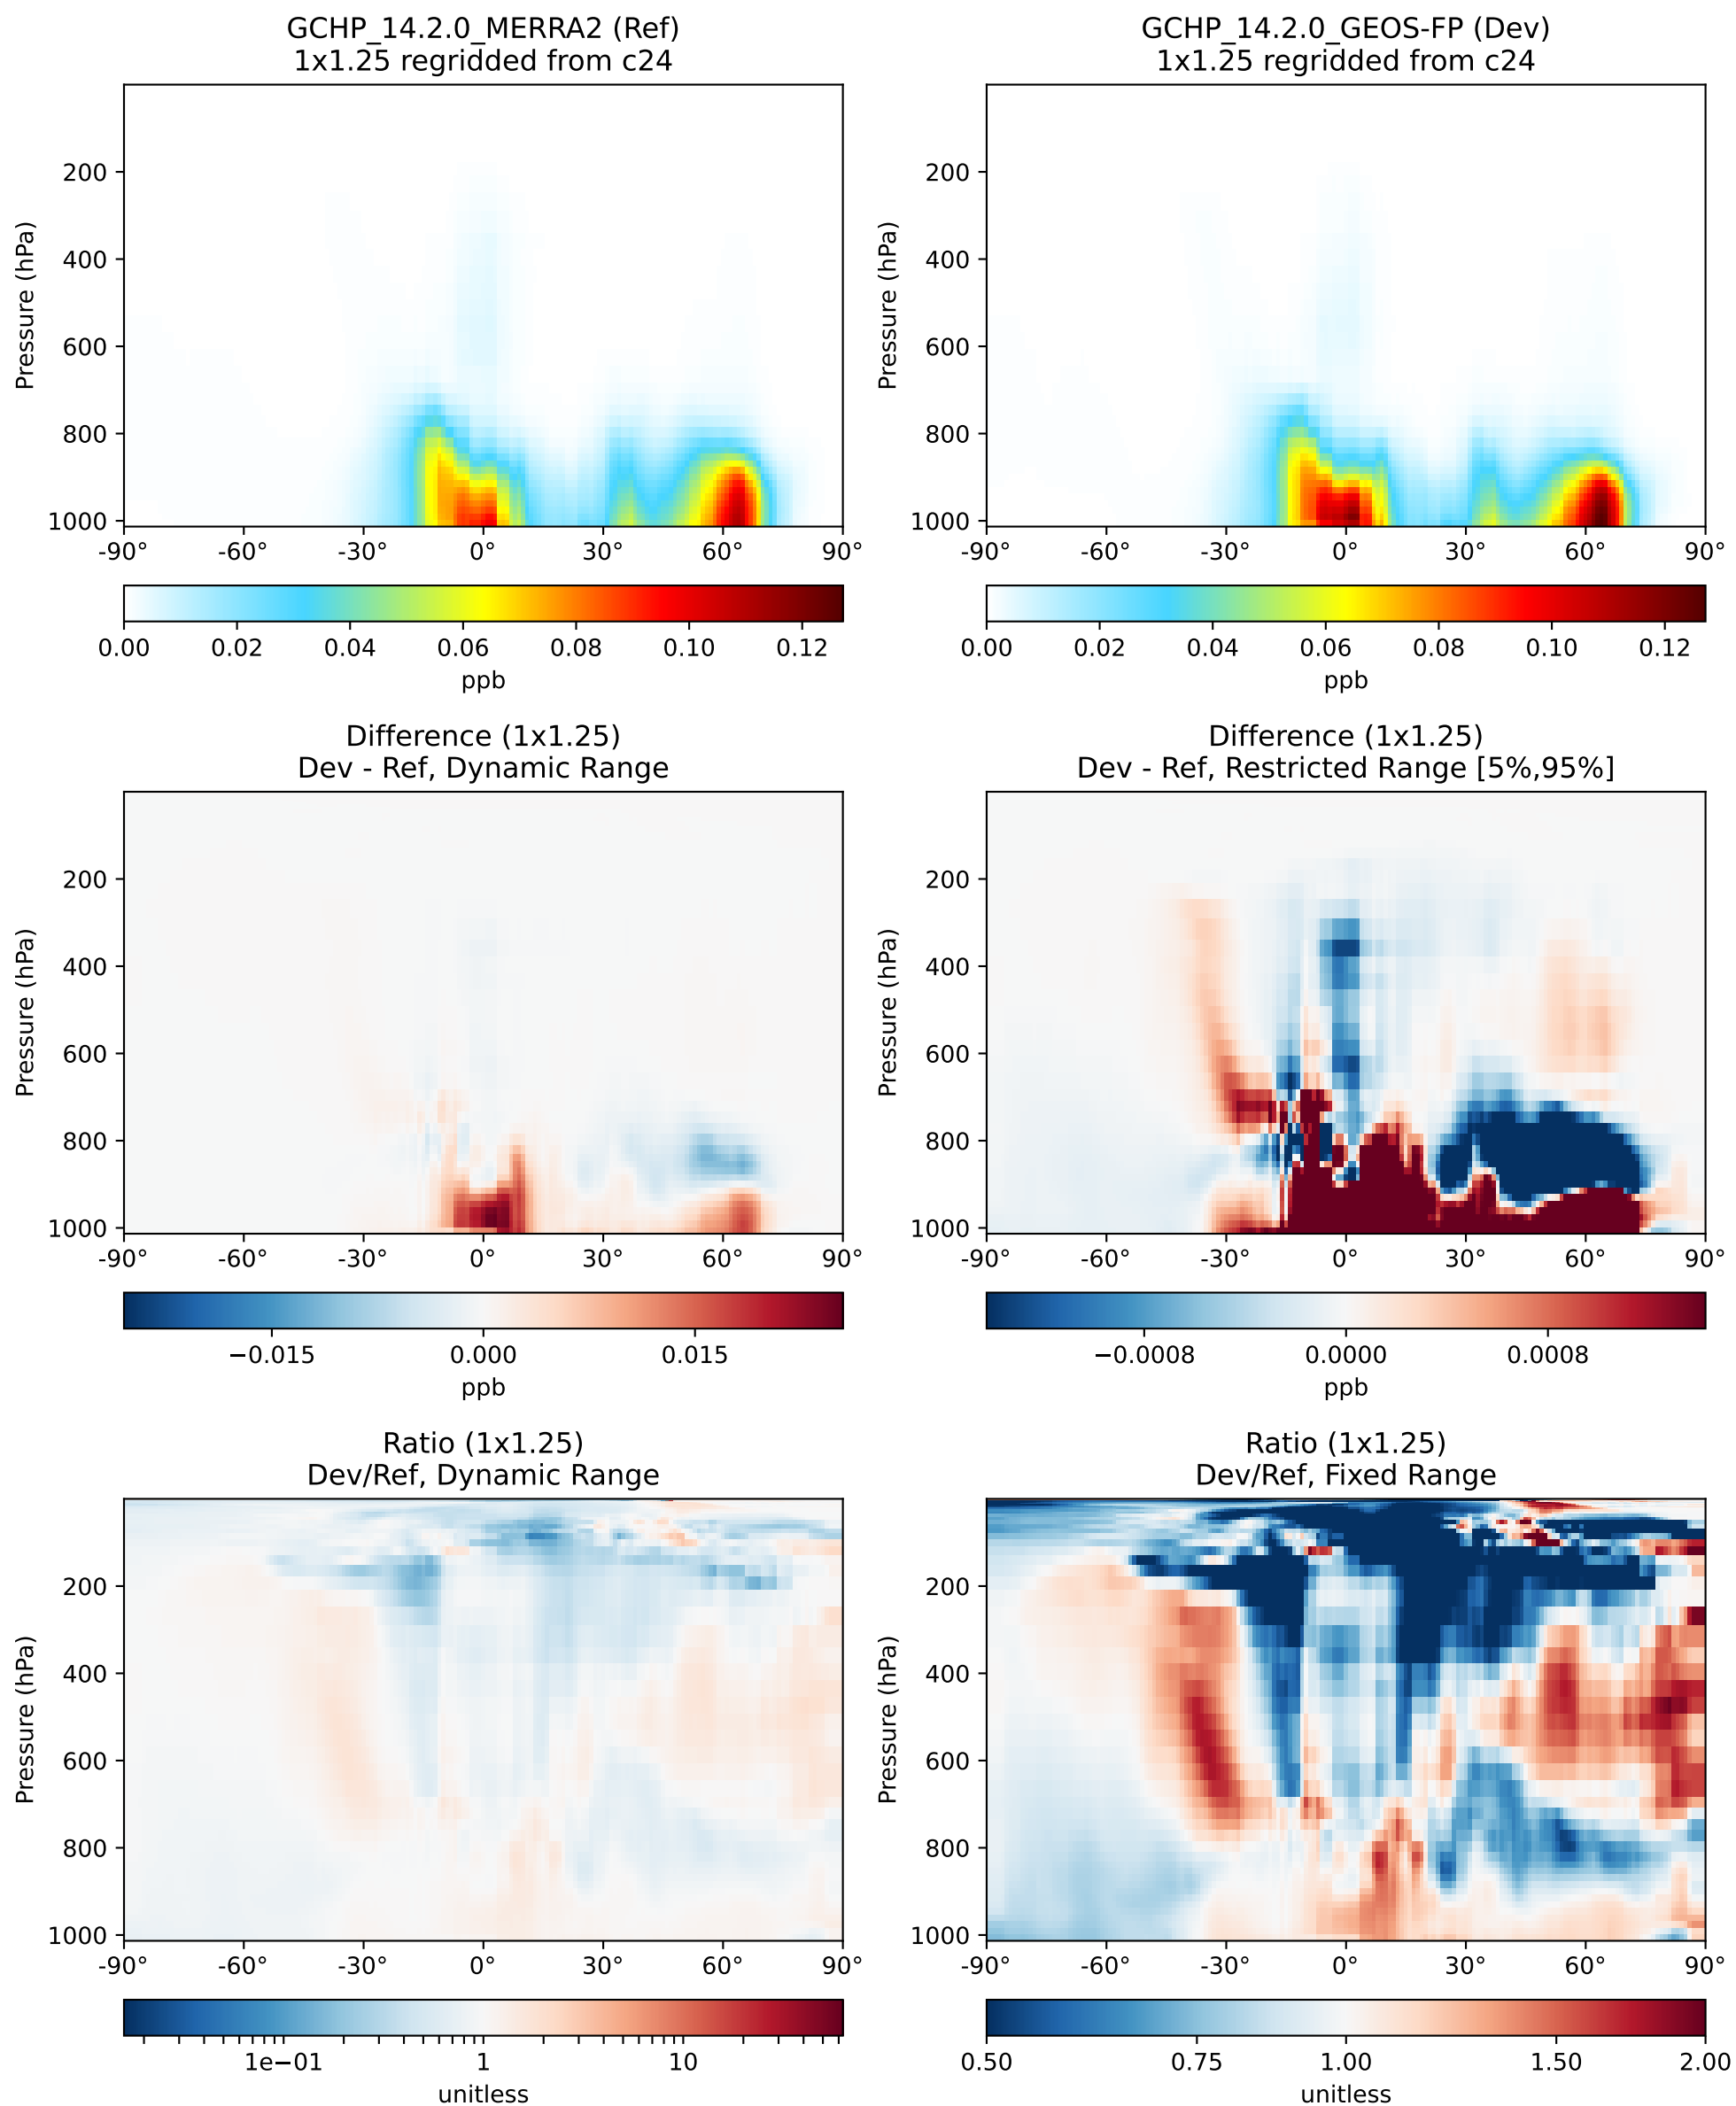 GCHP_14.2.0_MERRA2 (Ref)
1x1.25 regridded from c24
Pressure (hPa)
200
400
600
800
1000
-90° -60° -30° 0° 30° 60° 90°
0.00 0.02 0.04 0.06 0.08 0.10 0.12
ppb
GCHP_14.2.0_GEOS-FP (Dev)
1x1.25 regridded from c24
Pressure (hPa)
200
400
600
800
1000
-90° -60° -30° 0° 30° 60° 90°
0.00 0.02 0.04 0.06 0.08 0.10 0.12
ppb
Difference (1x1.25)
Dev - Ref, Dynamic Range
Pressure (hPa)
200
400
600
800
1000
-90° -60° -30° 0° 30° 60° 90°
−0.015 0.000 0.015
ppb
Difference (1x1.25)
Dev - Ref, Restricted Range [5%,95%]
Pressure (hPa)
200
400
600
800
1000
-90° -60° -30° 0° 30° 60° 90°
−0.0008 0.0000 0.0008
ppb
Ratio (1x1.25)
Dev/Ref, Dynamic Range
Pressure (hPa)
200
400
600
800
1000
-90° -60° -30° 0° 30° 60° 90°
1e−01 1 10
unitless
Ratio (1x1.25)
Dev/Ref, Fixed Range
Pressure (hPa)
200
400
600
800
1000
-90° -60° -30° 0° 30° 60° 90°
0.50 0.75 1.00 1.50 2.00
unitless